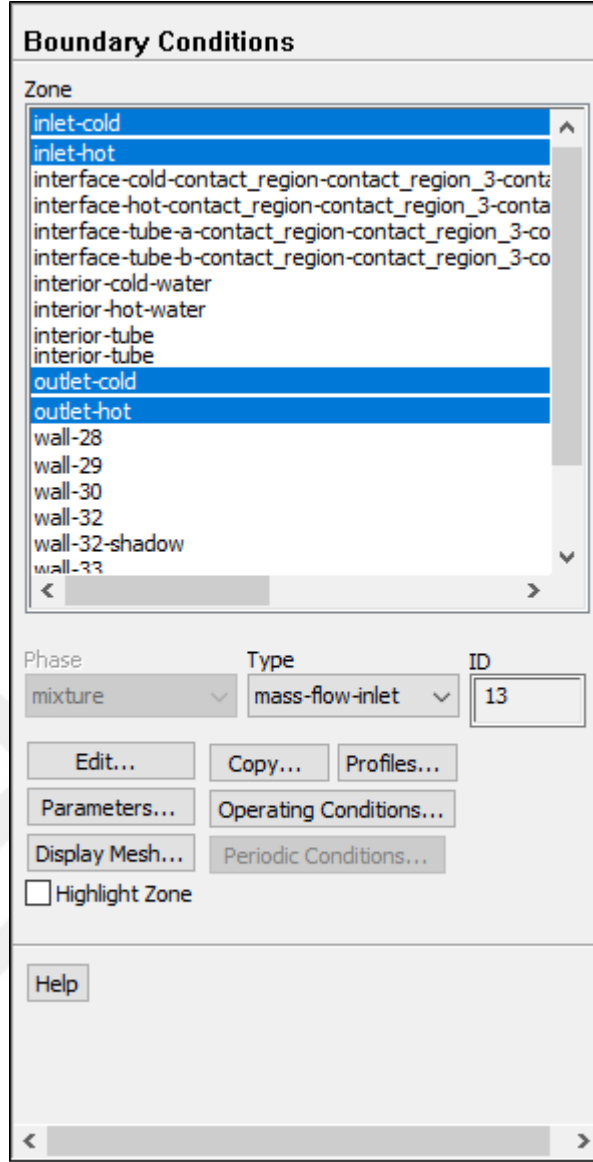 Boundary Conditions
Zone
inlet-cold
inlet-hot
interface-cold-contact_region-contact_region_3-conta
interface-hot-contact_region-contact_region_3-conta
interface-tube-a-contact_region-contact_region_3-co
interface-tube-b-contact_region-contact_region_3-co
interior-cold-water
interior-hot-water
interior-tube
interior-tube
outlet-cold
outlet-hot
wall-28
wall-29
wall-30
wall-32
wall-32-shadow
wall-33
Phase Type ID
mixture mass-flow-inlet 13
Edit... Copy... Profiles...
Parameters... Operating Conditions...
Display Mesh... Periodic Conditions...
Highlight Zone
Help